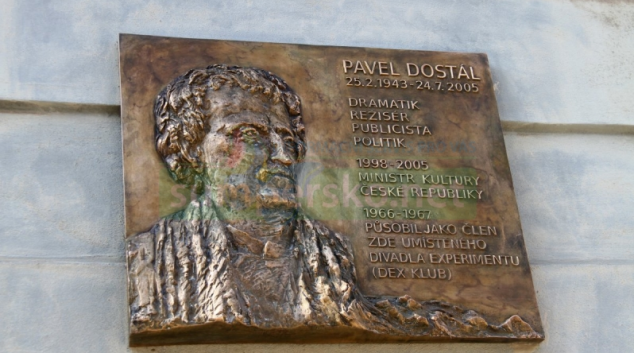 PAVEL DOSTÁL
25.2.1943-24.7.2005
DRAMATIK
REŽISÉR
PUBLICISTA
POLITIK
1998-2005
MINISTR KULTURY
ČESKÉ REPUBLIKY
1966-1967
PŮSOBIL JAKO ČLEN
ZDE UMÍSTĚNÉHO
DIVADLA EXPERIMENTU
(DEX KLUB)